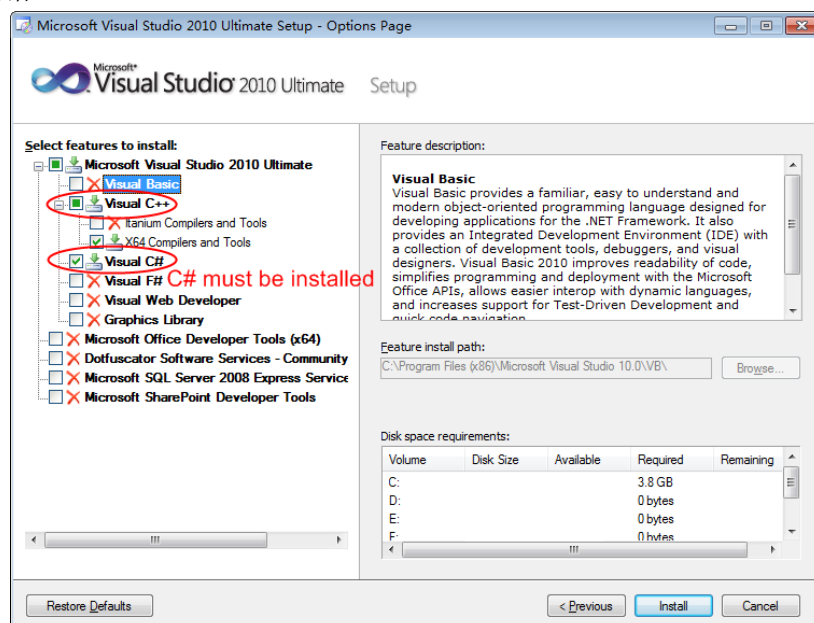 Microsoft Visual Studio 2010 Ultimate Setup - Options Page
Microsoft®
Visual Studio® 2010 Ultimate Setup
Select features to install:
Microsoft Visual Studio 2010 Ultimate
Visual Basic
Visual C++
Itanium Compilers and Tools
X64 Compilers and Tools
Visual C#
Visual F#
C# must be installed
Visual Web Developer
Graphics Library
Microsoft Office Developer Tools (x64)
Dotfuscator Software Services - Community
Microsoft SQL Server 2008 Express Service
Microsoft SharePoint Developer Tools
Feature description:
Visual Basic
Visual Basic provides a familiar, easy to understand and
modern object-oriented programming language designed for
developing applications for the .NET Framework. It also
provides an Integrated Development Environment (IDE) with
a collection of development tools, debuggers, and visual
designers. Visual Basic 2010 improves readability of code,
simplifies programming and deployment with the Microsoft
Office APIs, allows easier interop with dynamic languages,
and increases support for Test-Driven Development and
quick code navigation.
Feature install path:
C:\Program Files (x86)\Microsoft Visual Studio 10.0\VB\
Browse...
Disk space requirements:
Volume Disk Size Available Required Remaining
C: 3.8 GB
D: 0 bytes
E: 0 bytes
F: 0 bytes
Restore Defaults
< Previous
Install
Cancel